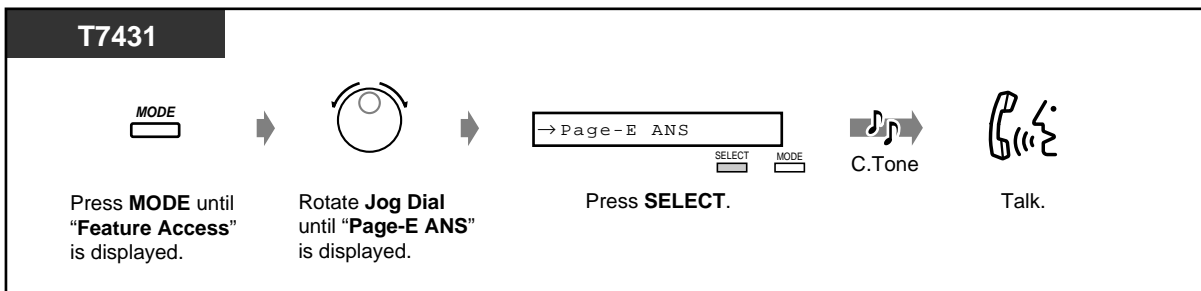 T7431
MODE
→Page-E ANS
SELECT MODE
C.Tone
Press MODE until
“Feature Access”
is displayed.
Rotate Jog Dial
until “Page-E ANS”
is displayed.
Press SELECT.
Talk.